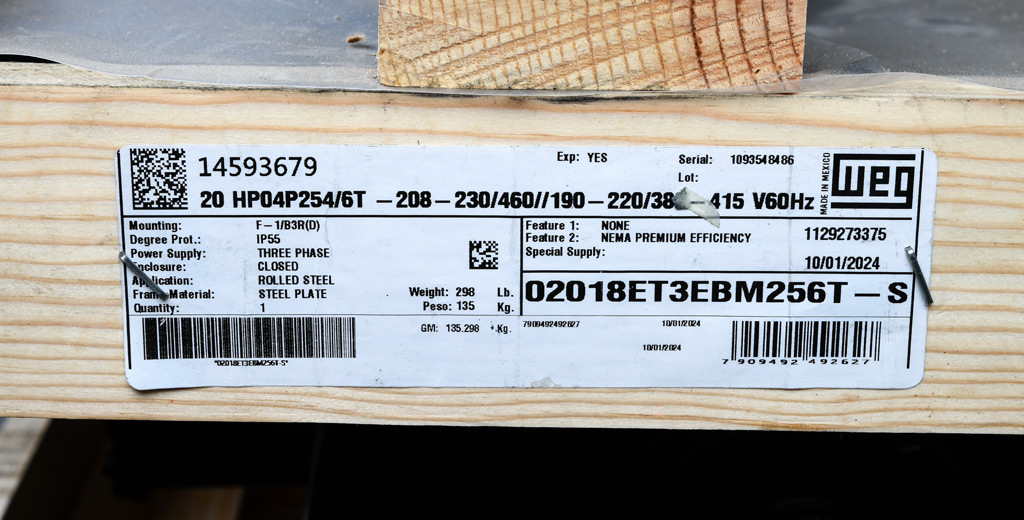 14593679
Exp: YES
Serial: 1093548486
Lot:
MADE IN MEXICO
weg
20 HP04P254/6T - 208 - 230/460//190 - 220/38 - 415 V60Hz
Mounting: F-1/B3R(D)
Degree Prot.: IP55
Power Supply: THREE PHASE
Enclosure: CLOSED
Application: ROLLED STEEL
Frame Material: STEEL PLATE
Quantity: 1
Weight: 298 Lb.
Peso: 135 Kg.
Feature 1: NONE
Feature 2: NEMA PREMIUM EFFICIENCY
Special Supply:
1129273375
10/01/2024
02018ET3EBM256T - S
*02018ET3EBM256T-S*
GM: 135.298 Kg.
7909492492627
10/01/2024
10/01/2024
7 909492 492627